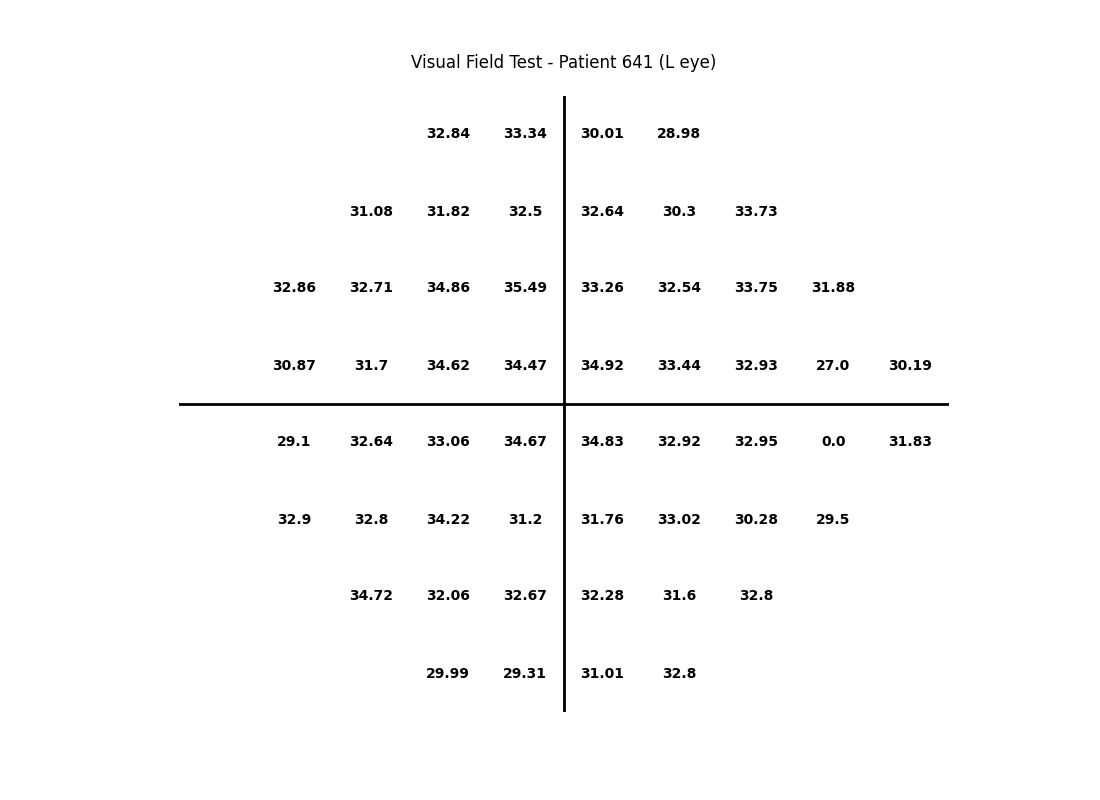 Visual Field Test - Patient 641 (L eye)
32.84 33.34 30.01 28.98
31.08 31.82 32.5 32.64 30.3 33.73
32.86 32.71 34.86 35.49 33.26 32.54 33.75 31.88
30.87 31.7 34.62 34.47 34.92 33.44 32.93 27.0 30.19
29.1 32.64 33.06 34.67 34.83 32.92 32.95 0.0 31.83
32.9 32.8 34.22 31.2 31.76 33.02 30.28 29.5
34.72 32.06 32.67 32.28 31.6 32.8
29.99 29.31 31.01 32.8